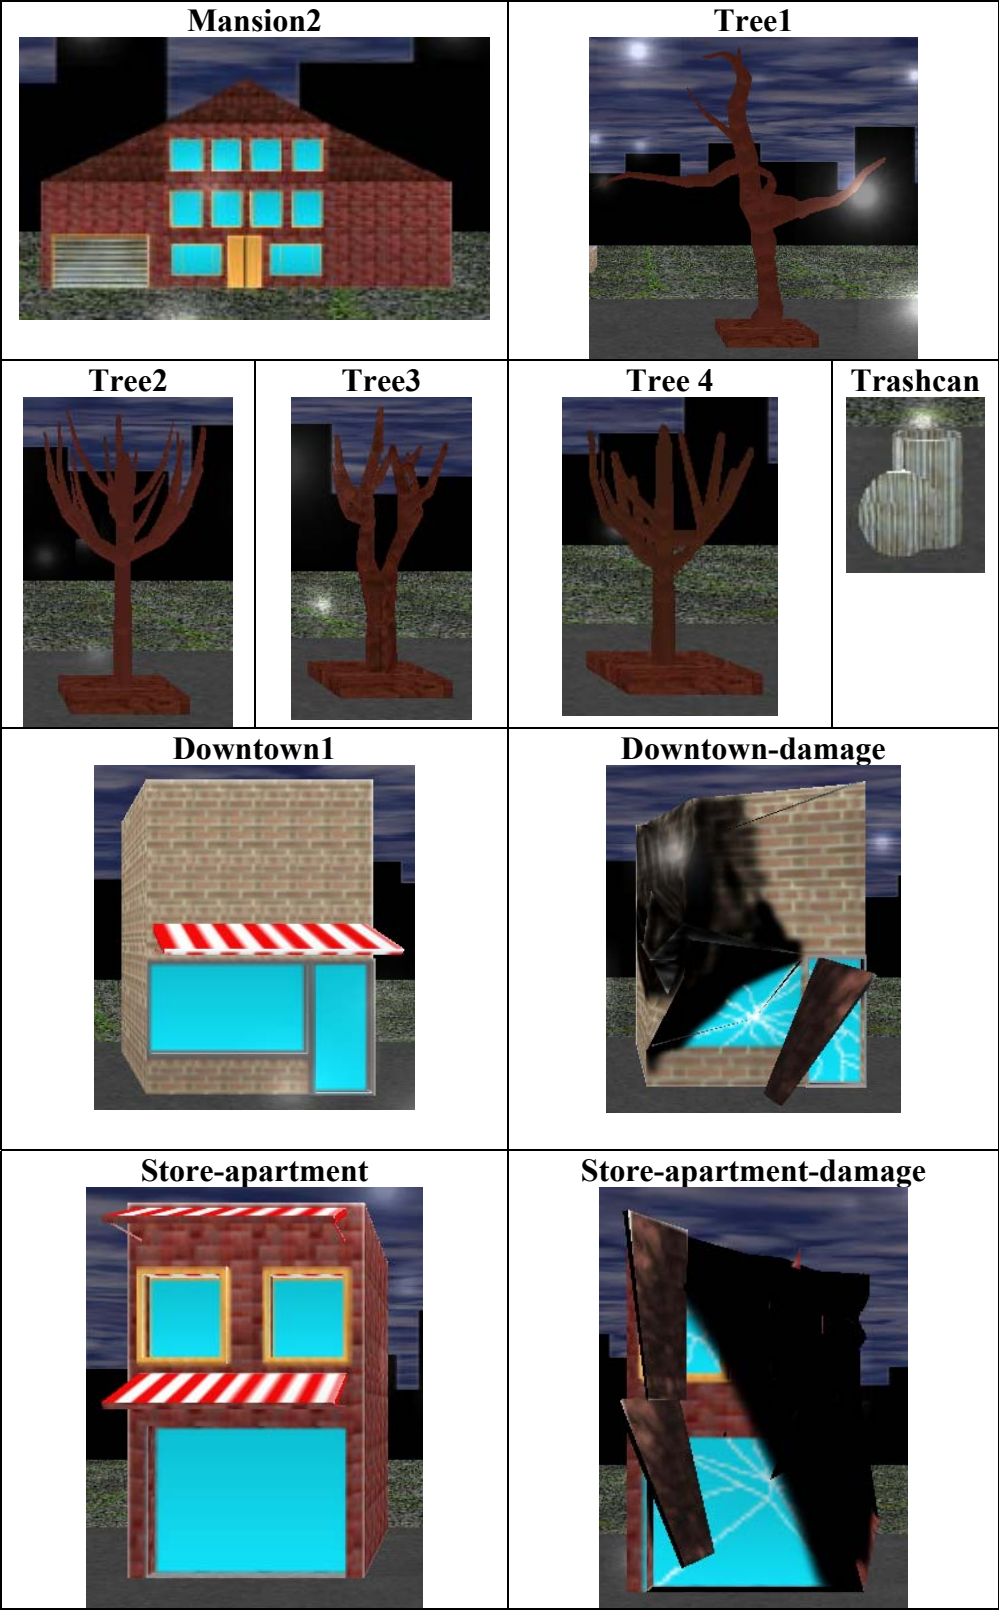 Mansion2
Tree1
Tree2
Tree3
Tree 4
Trashcan
Downtown1
Downtown-damage
Store-apartment
Store-apartment-damage